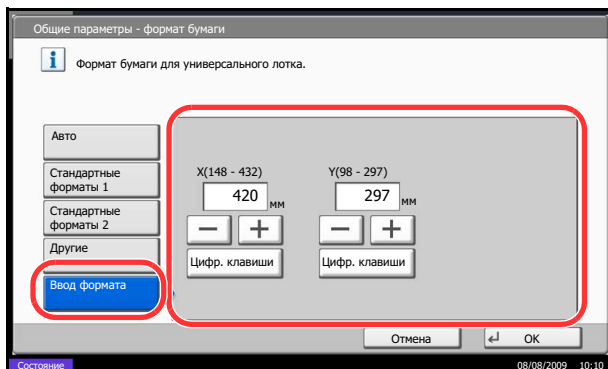 Общие параметры - формат бумаги
Формат бумаги для универсального лотка.
Авто
Стандартные
форматы 1
Стандартные
форматы 2
Другие
Ввод формата
X(148 - 432)
420 мм
Цифр. клавиши
Y(98 - 297)
297 мм
Цифр. клавиши
Отмена
OK
Состояние
08/08/2009 10:10